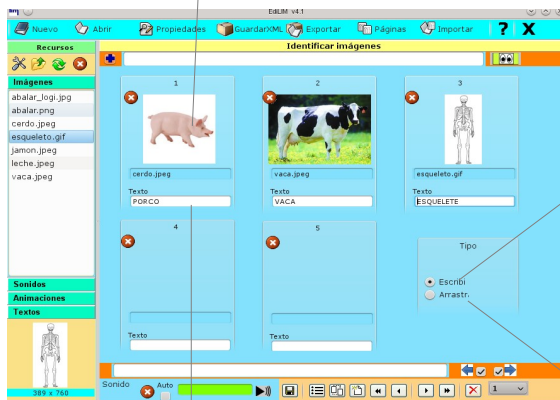 EdiLIM v4.1
Nuevo Abrir Propiedades GuardarXML Exportar Páginas Importar ? X
Recursos
Identificar imágenes
Imágenes
abalar_logi.jpg
abalar.png
cerdo.jpeg
esqueleto.gif
jamon.jpeg
leche.jpeg
vaca.jpeg
Sonidos
Animaciones
Textos
389 x 760
1
cerdo.jpeg
Texto
PORCO
2
vaca.jpeg
Texto
VACA
3
esqueleto.gif
Texto
ESQUELETE
4
Texto
5
Texto
Tipo
Escribi
Arrastr.
Sonido Auto 1